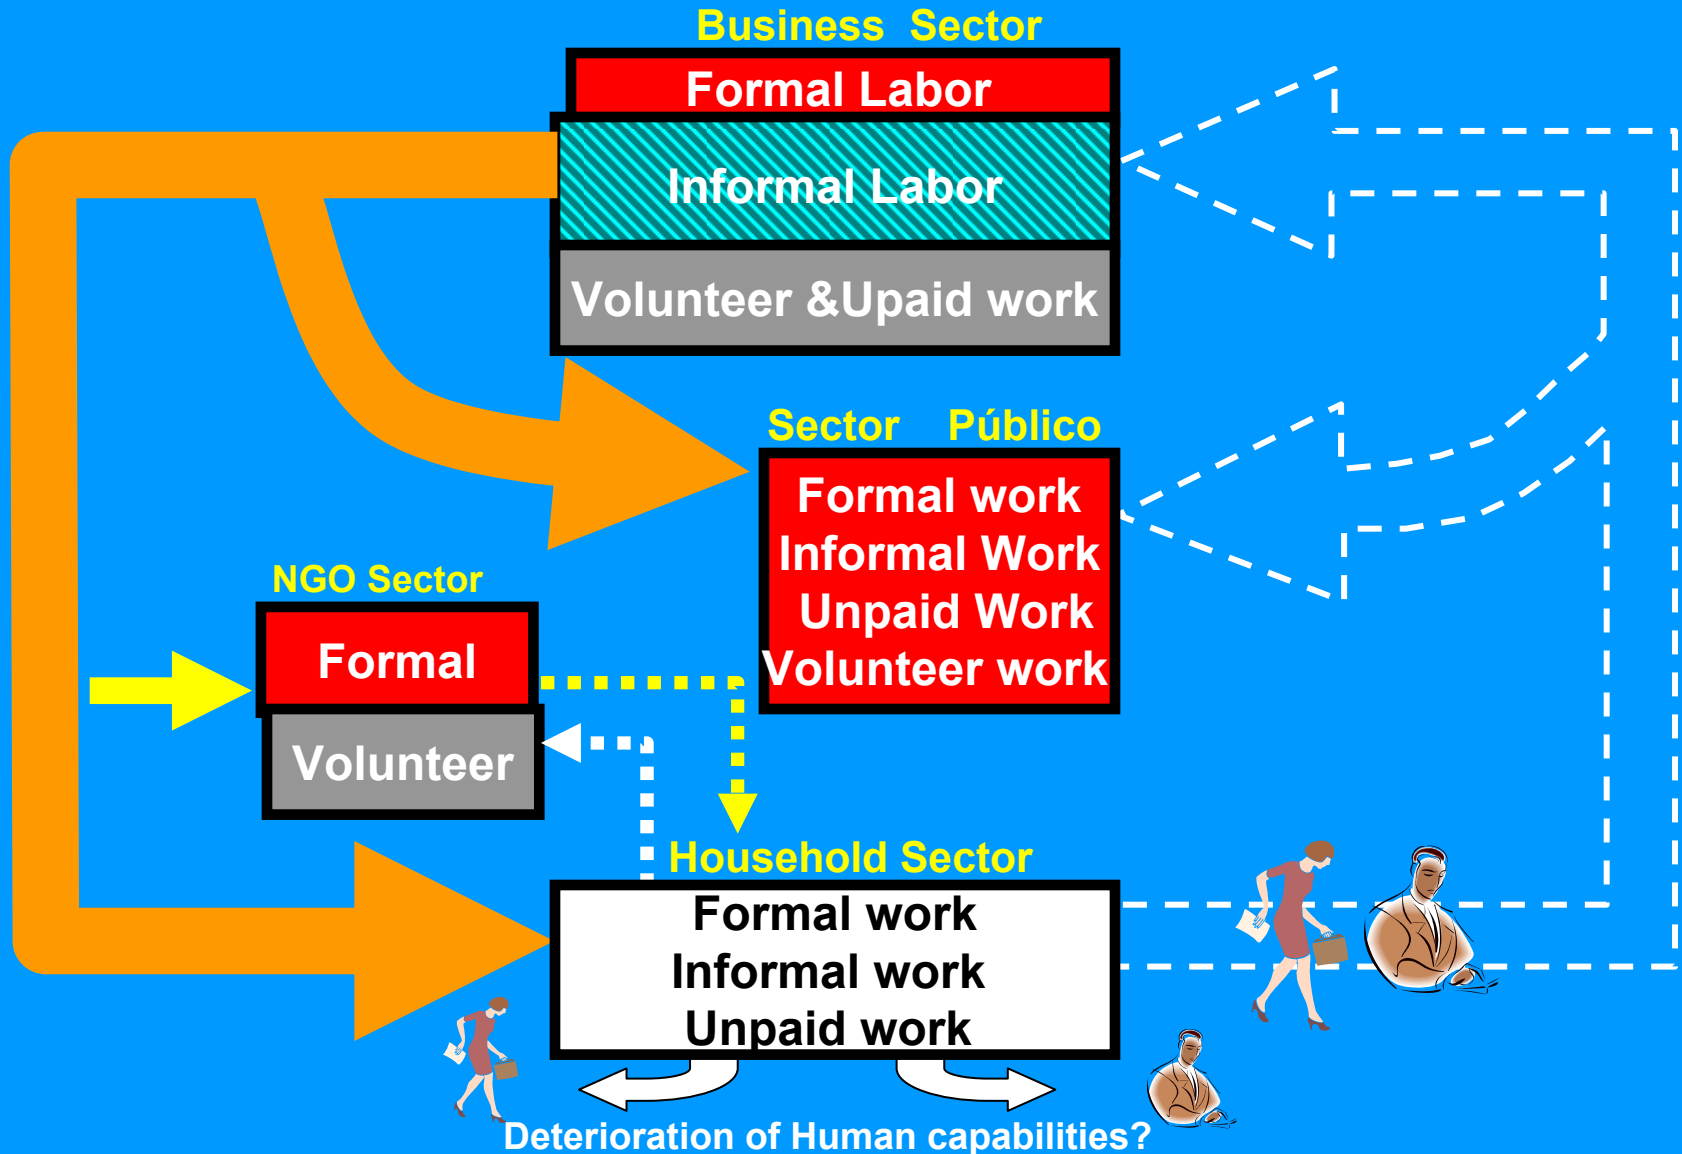 Business Sector
Formal Labor
Informal Labor
Volunteer &Upaid work
Sector Público
Formal work
Informal Work
Unpaid Work
Volunteer work
NGO Sector
Formal
Volunteer
Household Sector
Formal work
Informal work
Unpaid work
Deterioration of Human capabilities?